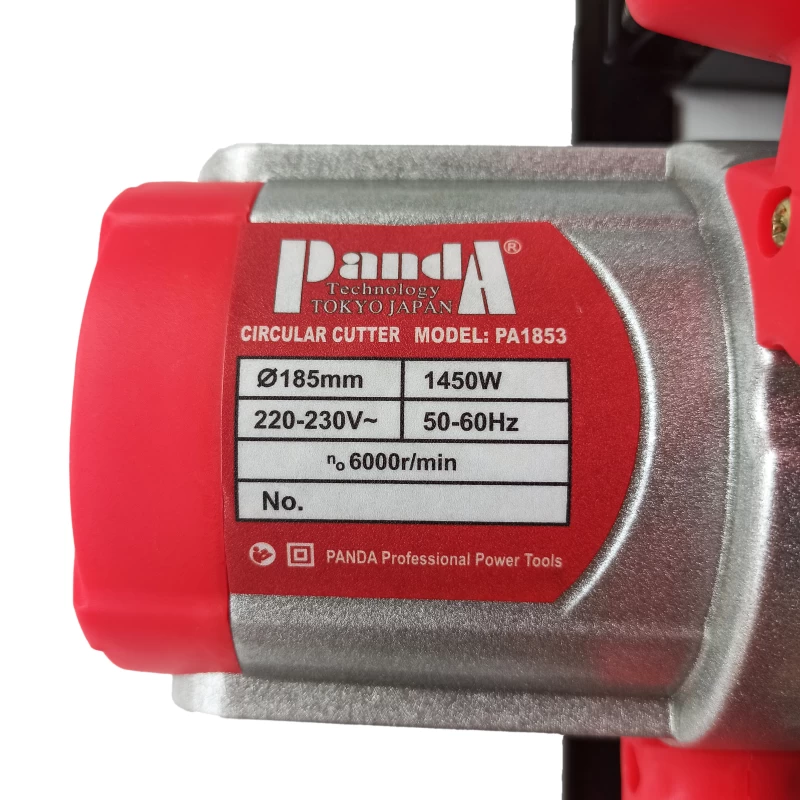 PandA®
Technology
TOKYO JAPAN
CIRCULAR CUTTER MODEL: PA1853
Ø185mm 1450W
220-230V~ 50-60Hz
no 6000r/min
No.
PANDA Professional Power Tools